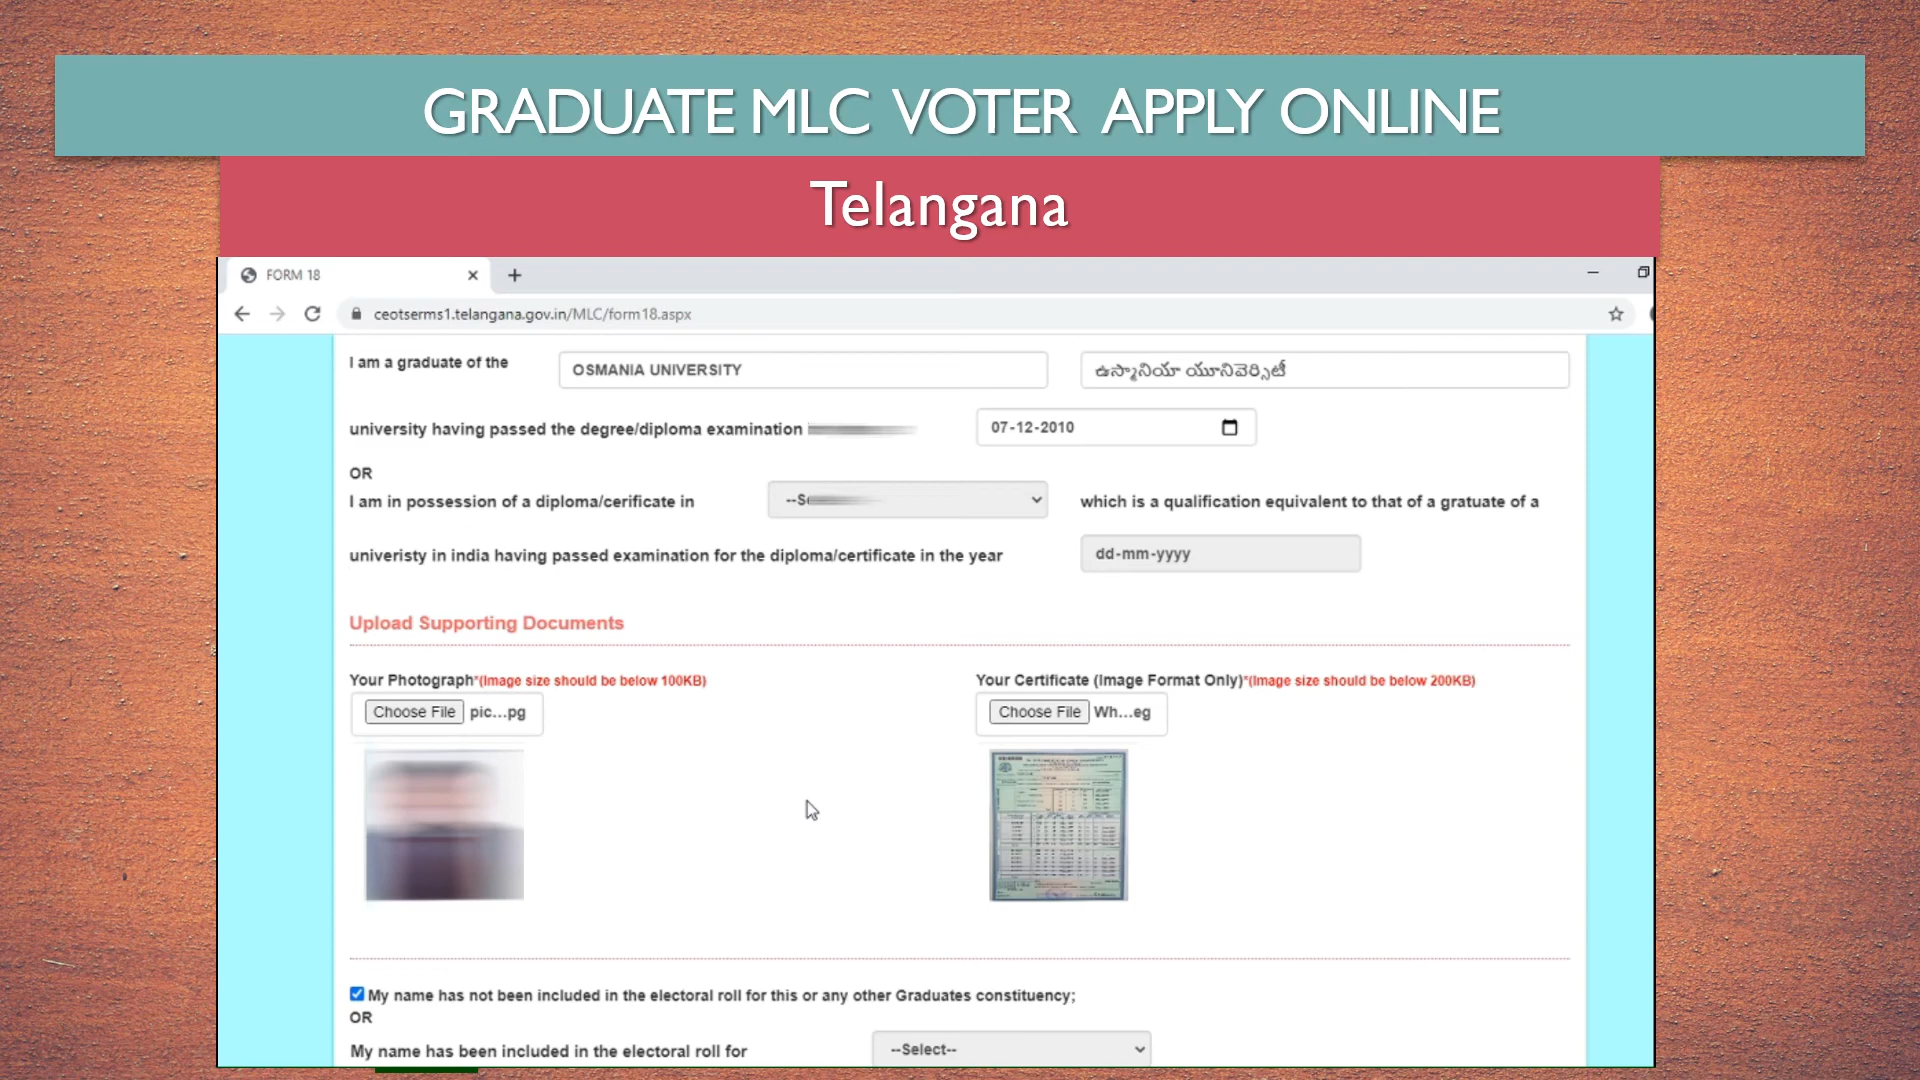 GRADUATE MLC VOTER APPLY ONLINE
Telangana
FORM 18
ceotserms1.telangana.gov.in/MLC/form18.aspx
I am a graduate of the OSMANIA UNIVERSITY ఉస్మానియా యూనివెర్సిటీ
university having passed the degree/diploma examination 07-12-2010
OR
I am in possession of a diploma/cerificate in --S which is a qualification equivalent to that of a gratuate of a
univeristy in india having passed examination for the diploma/certificate in the year dd-mm-yyyy
Upload Supporting Documents
Your Photograph*(Image size should be below 100KB) Your Certificate (Image Format Only)*(Image size should be below 200KB)
Choose File pic...pg Choose File Wh...eg
My name has not been included in the electoral roll for this or any other Graduates constituency;
OR
My name has been included in the electoral roll for --Select--